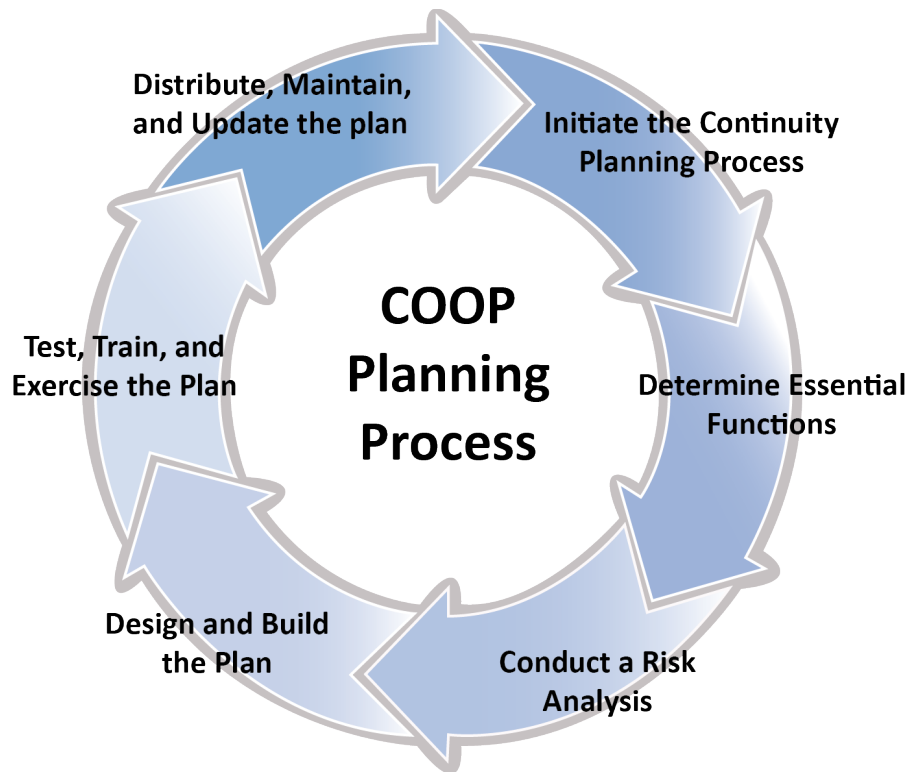 COOP
Planning
Process
Initiate the Continuity
Planning Process
Determine Essential
Functions
Conduct a Risk
Analysis
Design and Build
the Plan
Test, Train, and
Exercise the Plan
Distribute, Maintain,
and Update the plan